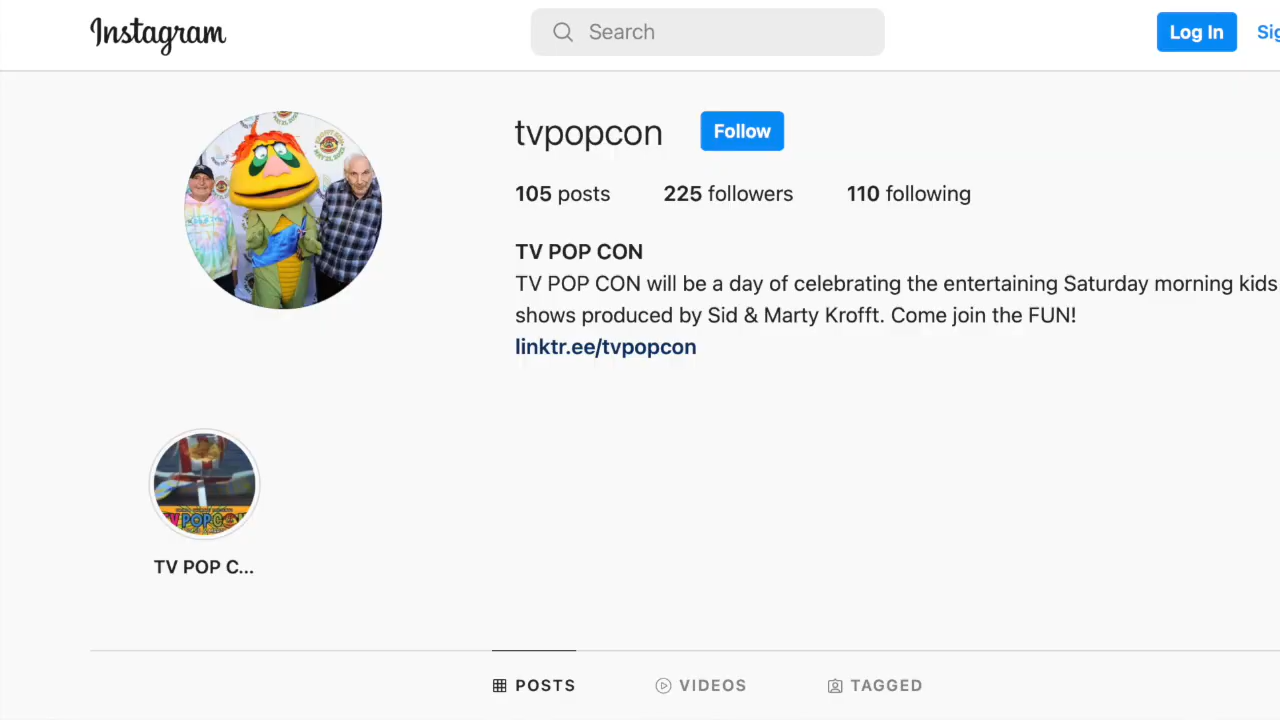 Instagram
Search
Log In
Sig
tvpopcon
Follow
105 posts
225 followers
110 following
TV POP CON
TV POP CON will be a day of celebrating the entertaining Saturday morning kids
shows produced by Sid & Marty Krofft. Come join the FUN!
linktr.ee/tvpopcon
TV POP C...
POSTS
VIDEOS
TAGGED